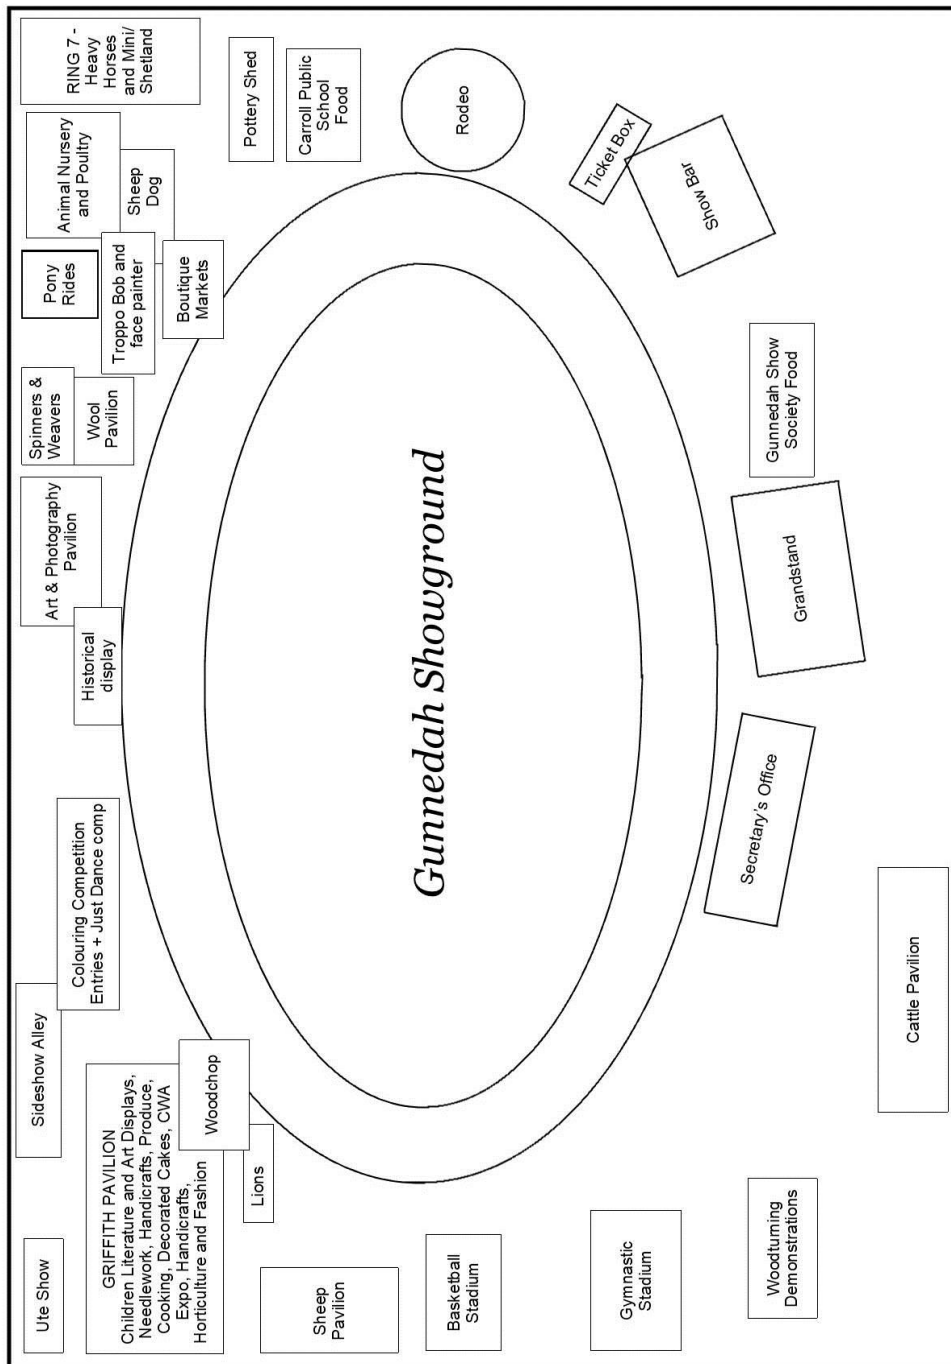 Ute Show
Sideshow Alley
Colouring Competition
Entries + Just Dance comp
Historical
display
Art & Photography
Pavilion
Spinners &
Weavers
Wool
Pavilion
Pony
Rides
Troppo Bob and
face painter
Animal Nursery
and Poultry
Sheep
Dog
Boutique
Markets
RING 7 -
Heavy
Horses
and Mini/
Shetland
Pottery Shed
Carroll Public
School
Food
Rodeo
Ticket Box
Show Bar
GRIFFITH PAVILION
Children Literature and Art Displays,
Needlework, Handicrafts, Produce,
Cooking, Decorated Cakes, CWA
Expo, Handicrafts,
Horticulture and Fashion
Woodchop
Lions
Sheep
Pavilion
Basketball
Stadium
Gymnastic
Stadium
Woodturning
Demonstrations
Gunnedah Showground
Cattle Pavilion
Secretary's Office
Grandstand
Gunnedah Show
Society Food